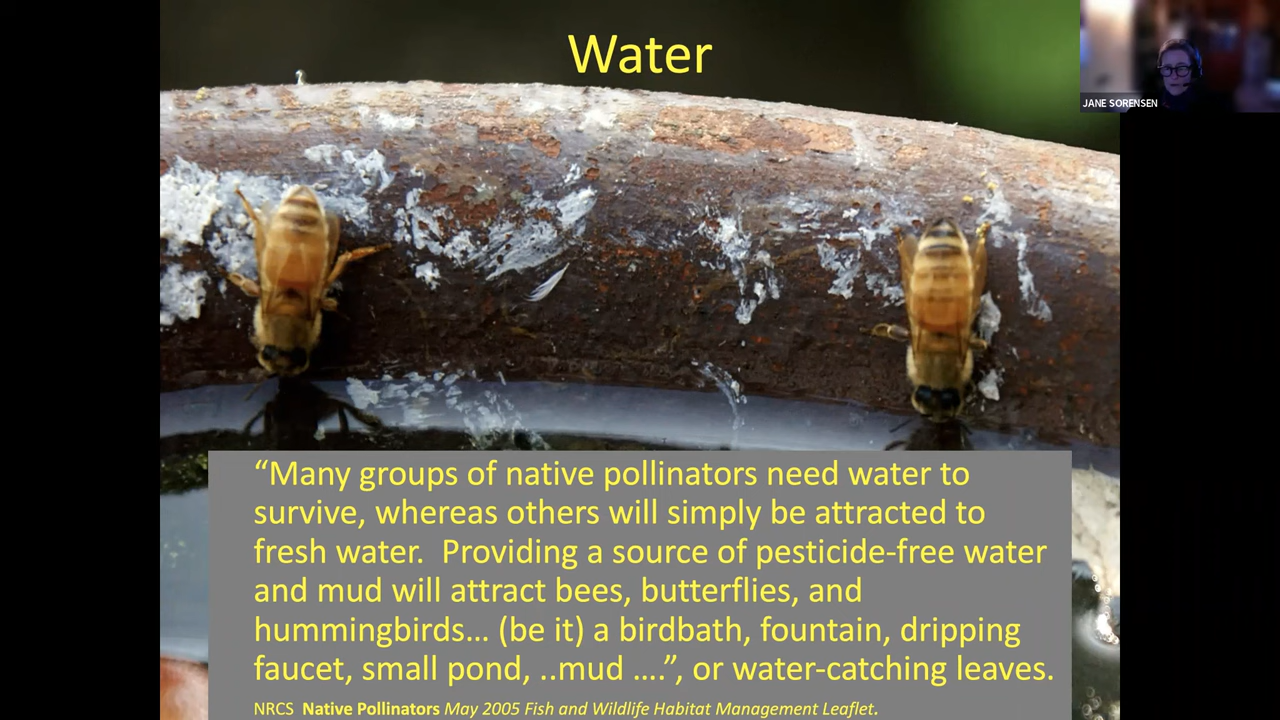 Water
JANE SORENSEN
“Many groups of native pollinators need water to
survive, whereas others will simply be attracted to
fresh water.  Providing a source of pesticide-free water
and mud will attract bees, butterflies, and
hummingbirds... (be it) a birdbath, fountain, dripping
faucet, small pond, ..mud ....”, or water-catching leaves.
NRCS  Native Pollinators May 2005 Fish and Wildlife Habitat Management Leaflet.